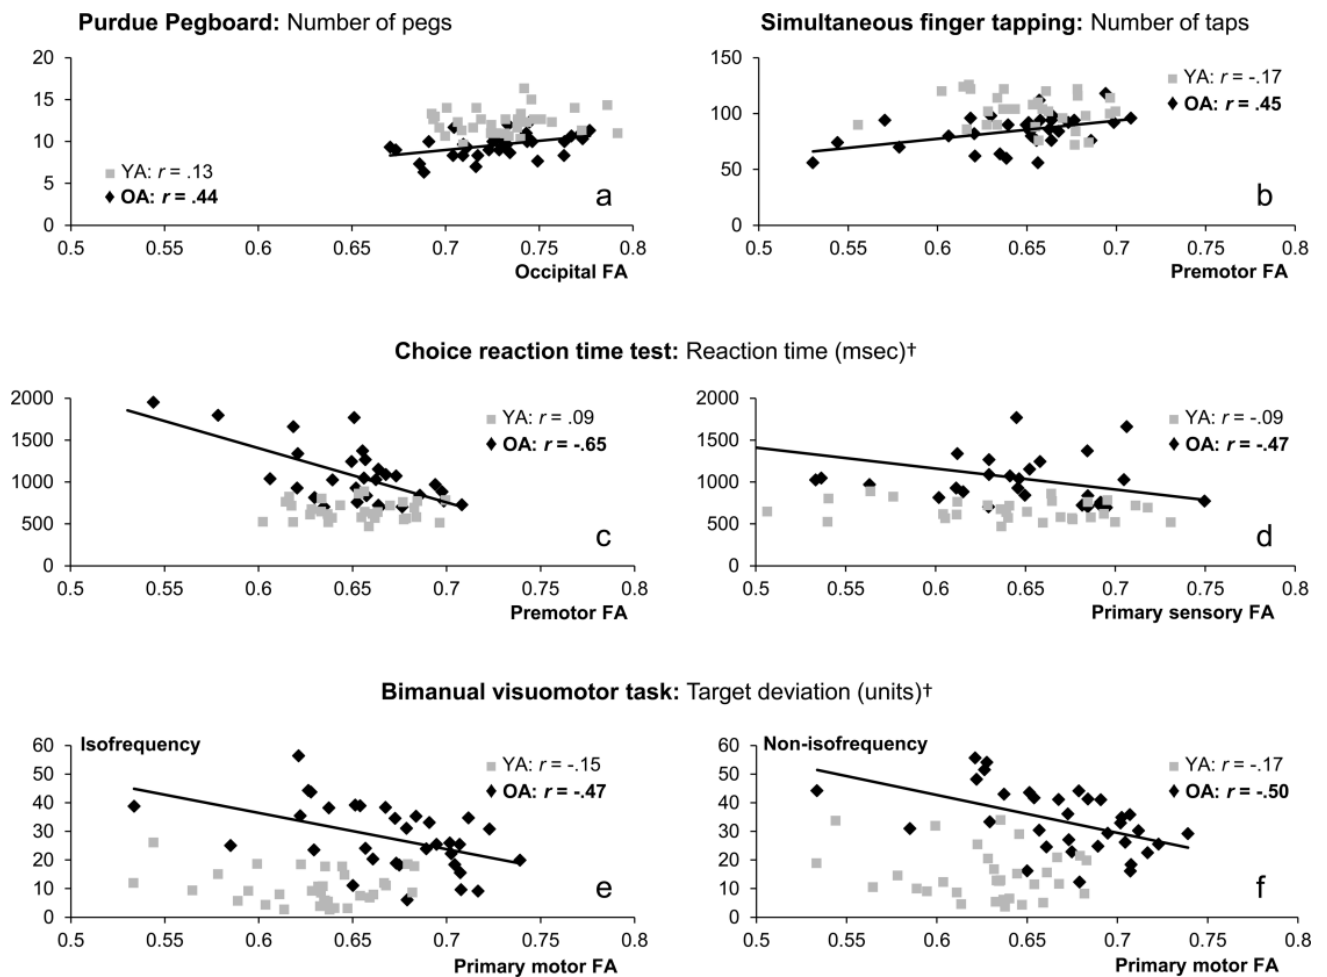 Purdue Pegboard: Number of pegs
20
15
10
5
0
YA: r = .13
OA: r = .44
a
0.5 0.55 0.6 0.65 0.7 0.75 0.8
Occipital FA
Simultaneous finger tapping: Number of taps
150
100
50
0
YA: r = -.17
OA: r = .45
b
0.5 0.55 0.6 0.65 0.7 0.75 0.8
Premotor FA
Choice reaction time test: Reaction time (msec)†
2000
1500
1000
500
0
YA: r = .09
OA: r = -.65
c
0.5 0.55 0.6 0.65 0.7 0.75 0.8
Premotor FA
2000
1500
1000
500
0
YA: r = -.09
OA: r = -.47
d
0.5 0.55 0.6 0.65 0.7 0.75 0.8
Primary sensory FA
Bimanual visuomotor task: Target deviation (units)†
60
50
40
30
20
10
0
Isofrequency
YA: r = -.15
OA: r = -.47
e
0.5 0.55 0.6 0.65 0.7 0.75 0.8
Primary motor FA
60
50
40
30
20
10
0
Non-isofrequency
YA: r = -.17
OA: r = -.50
f
0.5 0.55 0.6 0.65 0.7 0.75 0.8
Primary motor FA